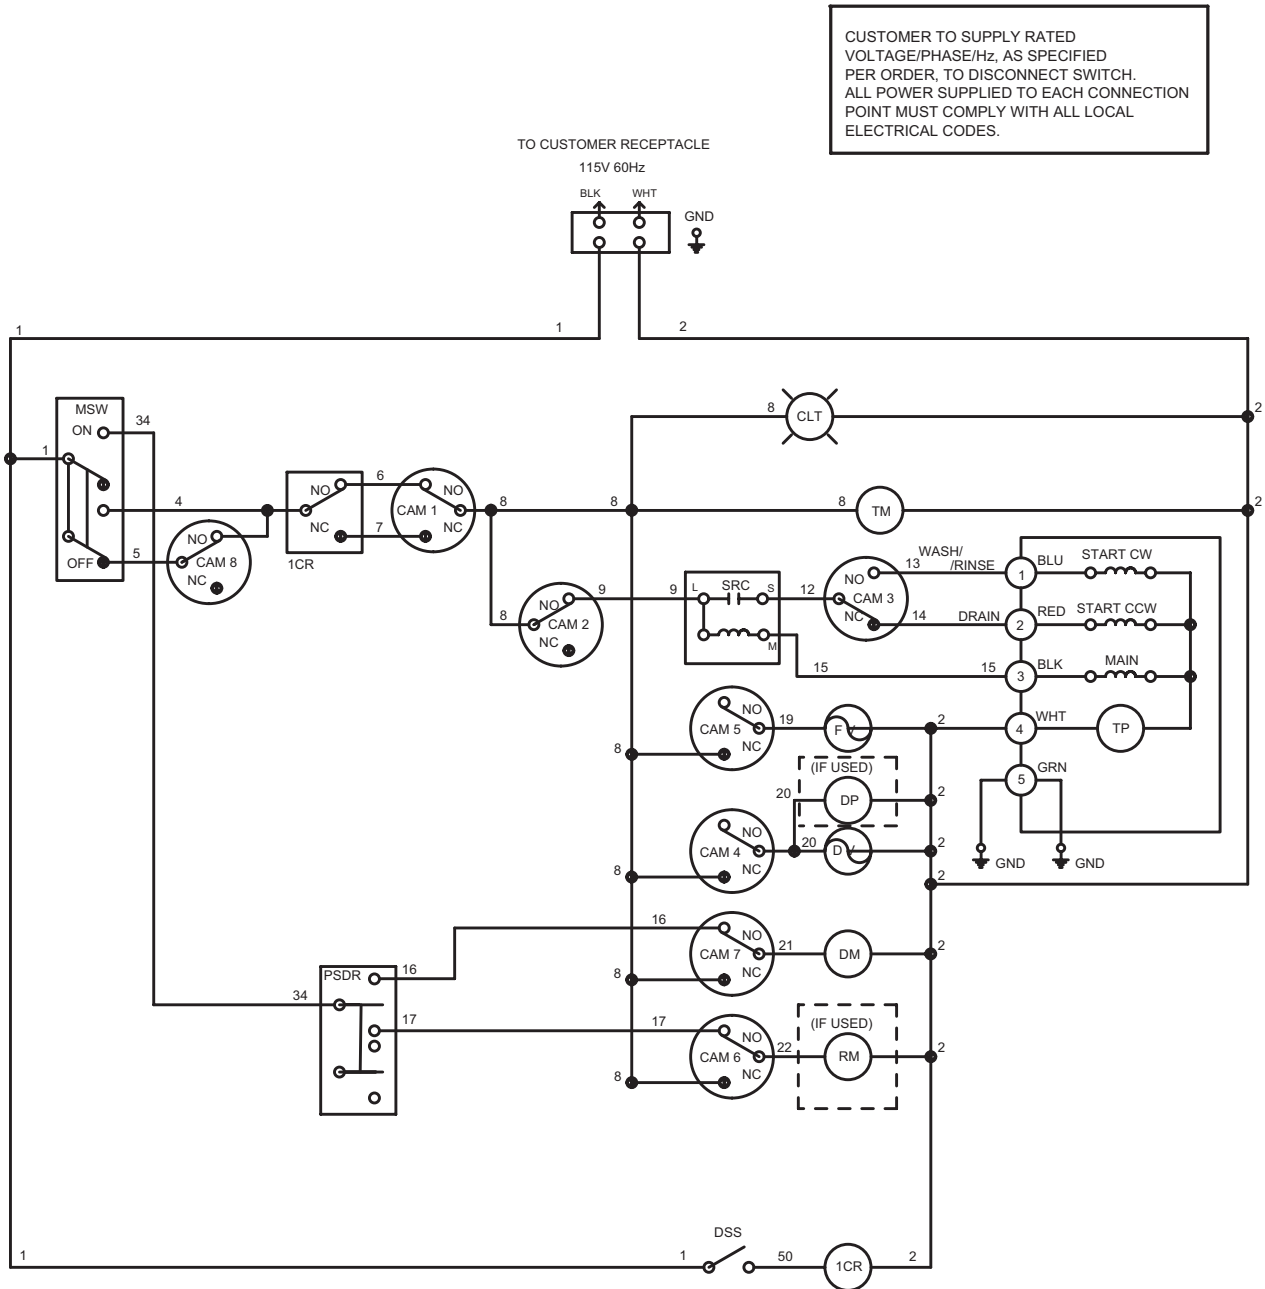 CUSTOMER TO SUPPLY RATED
VOLTAGE/PHASE/Hz, AS SPECIFIED
PER ORDER, TO DISCONNECT SWITCH.
ALL POWER SUPPLIED TO EACH CONNECTION
POINT MUST COMPLY WITH ALL LOCAL
ELECTRICAL CODES.
TO CUSTOMER RECEPTACLE
115V 60Hz
BLK WHT
GND
1 1 2
MSW
ON 34
8 CLT 2
1
4
NO 6 NO
CAM 1 8 8 8 TM 2
NC 7 NC
1CR
OFF 5
NO
CAM 8
NC
WASH/
/RINSE
13 1 BLU START CW
9 9 L SRC S 12
NO
CAM 3
NC
8
NO
CAM 2
NC
14 DRAIN 2 RED START CCW
M
15 15 3 BLK MAIN
NO
CAM 5 19 F V 2 4 WHT TP
NC
8
(IF USED)
5 GRN
20 DP 2
NO
CAM 4 20 D V 2
NC
8
GND GND
2
16
NO
CAM 7 21 DM 2
NC
8
PSDR 16
34
17 17
(IF USED)
NO
CAM 6 22 RM 2
NC
8
DSS
1 1 50 1CR 2